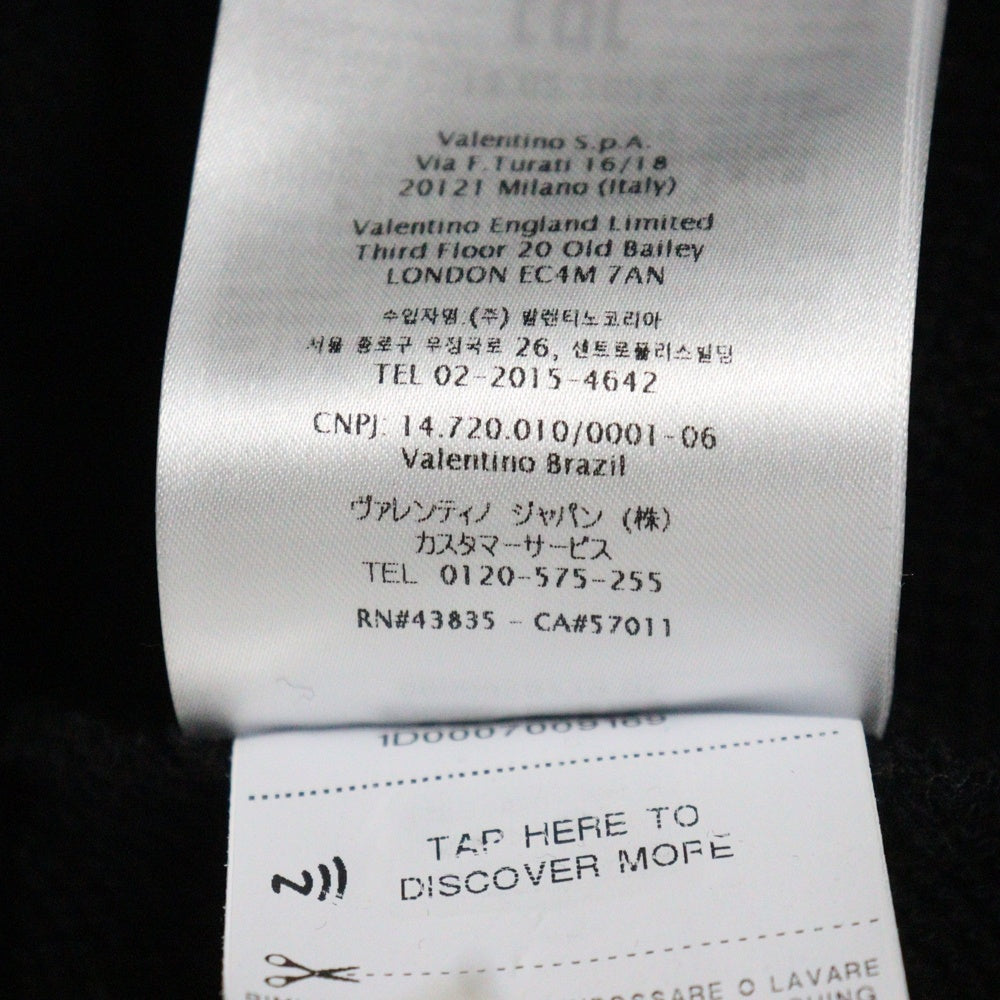 Valentino S.p.A.
Via F.Turati 16/18
20121 Milano (Italy)
Valentino England Limited
Third Floor 20 Old Bailey
LONDON EC4M 7AN
수입자명.(주) 발렌티노코리아
서울 종로구 우정국로 26, 센트로폴리스빌딩
TEL 02-2015-4642
CNPJ: 14.720.010/0001-06
Valentino Brazil
ヴァレンティノ ジャパン (株)
カスタマーサービス
TEL 0120-575-255
RN#43835 - CA#57011
1D0007009189
TAP HERE TO
DISCOVER MORE
O LAVARE